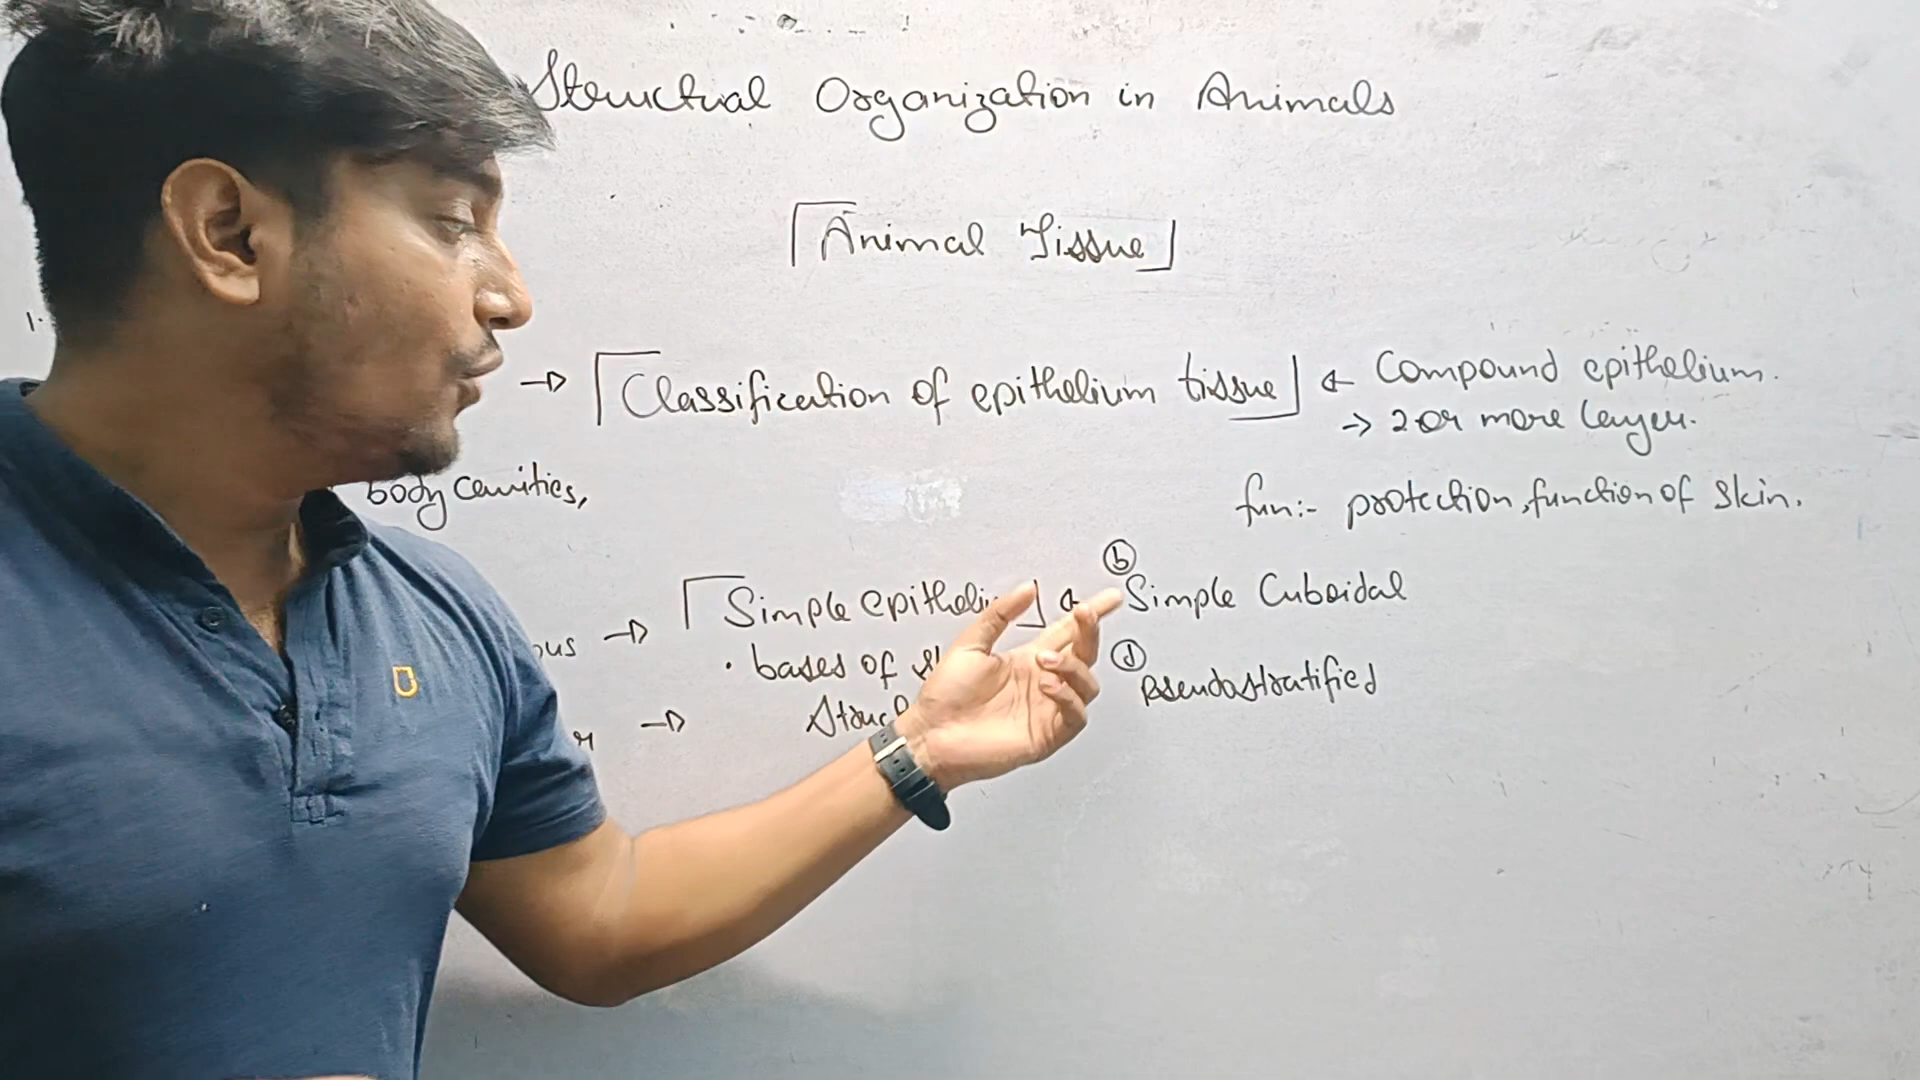 Structural Organization in Animals
Animal Tissue
1.
→ Classification of epithelium tissue ← Compound epithelium.
→ 2 or more layer.
body cavities,
fun:- protection, function of skin.
ⓑ
→ Simple ← Simple Cuboidal
• bases of
ⓓ
Pseudostratified
→